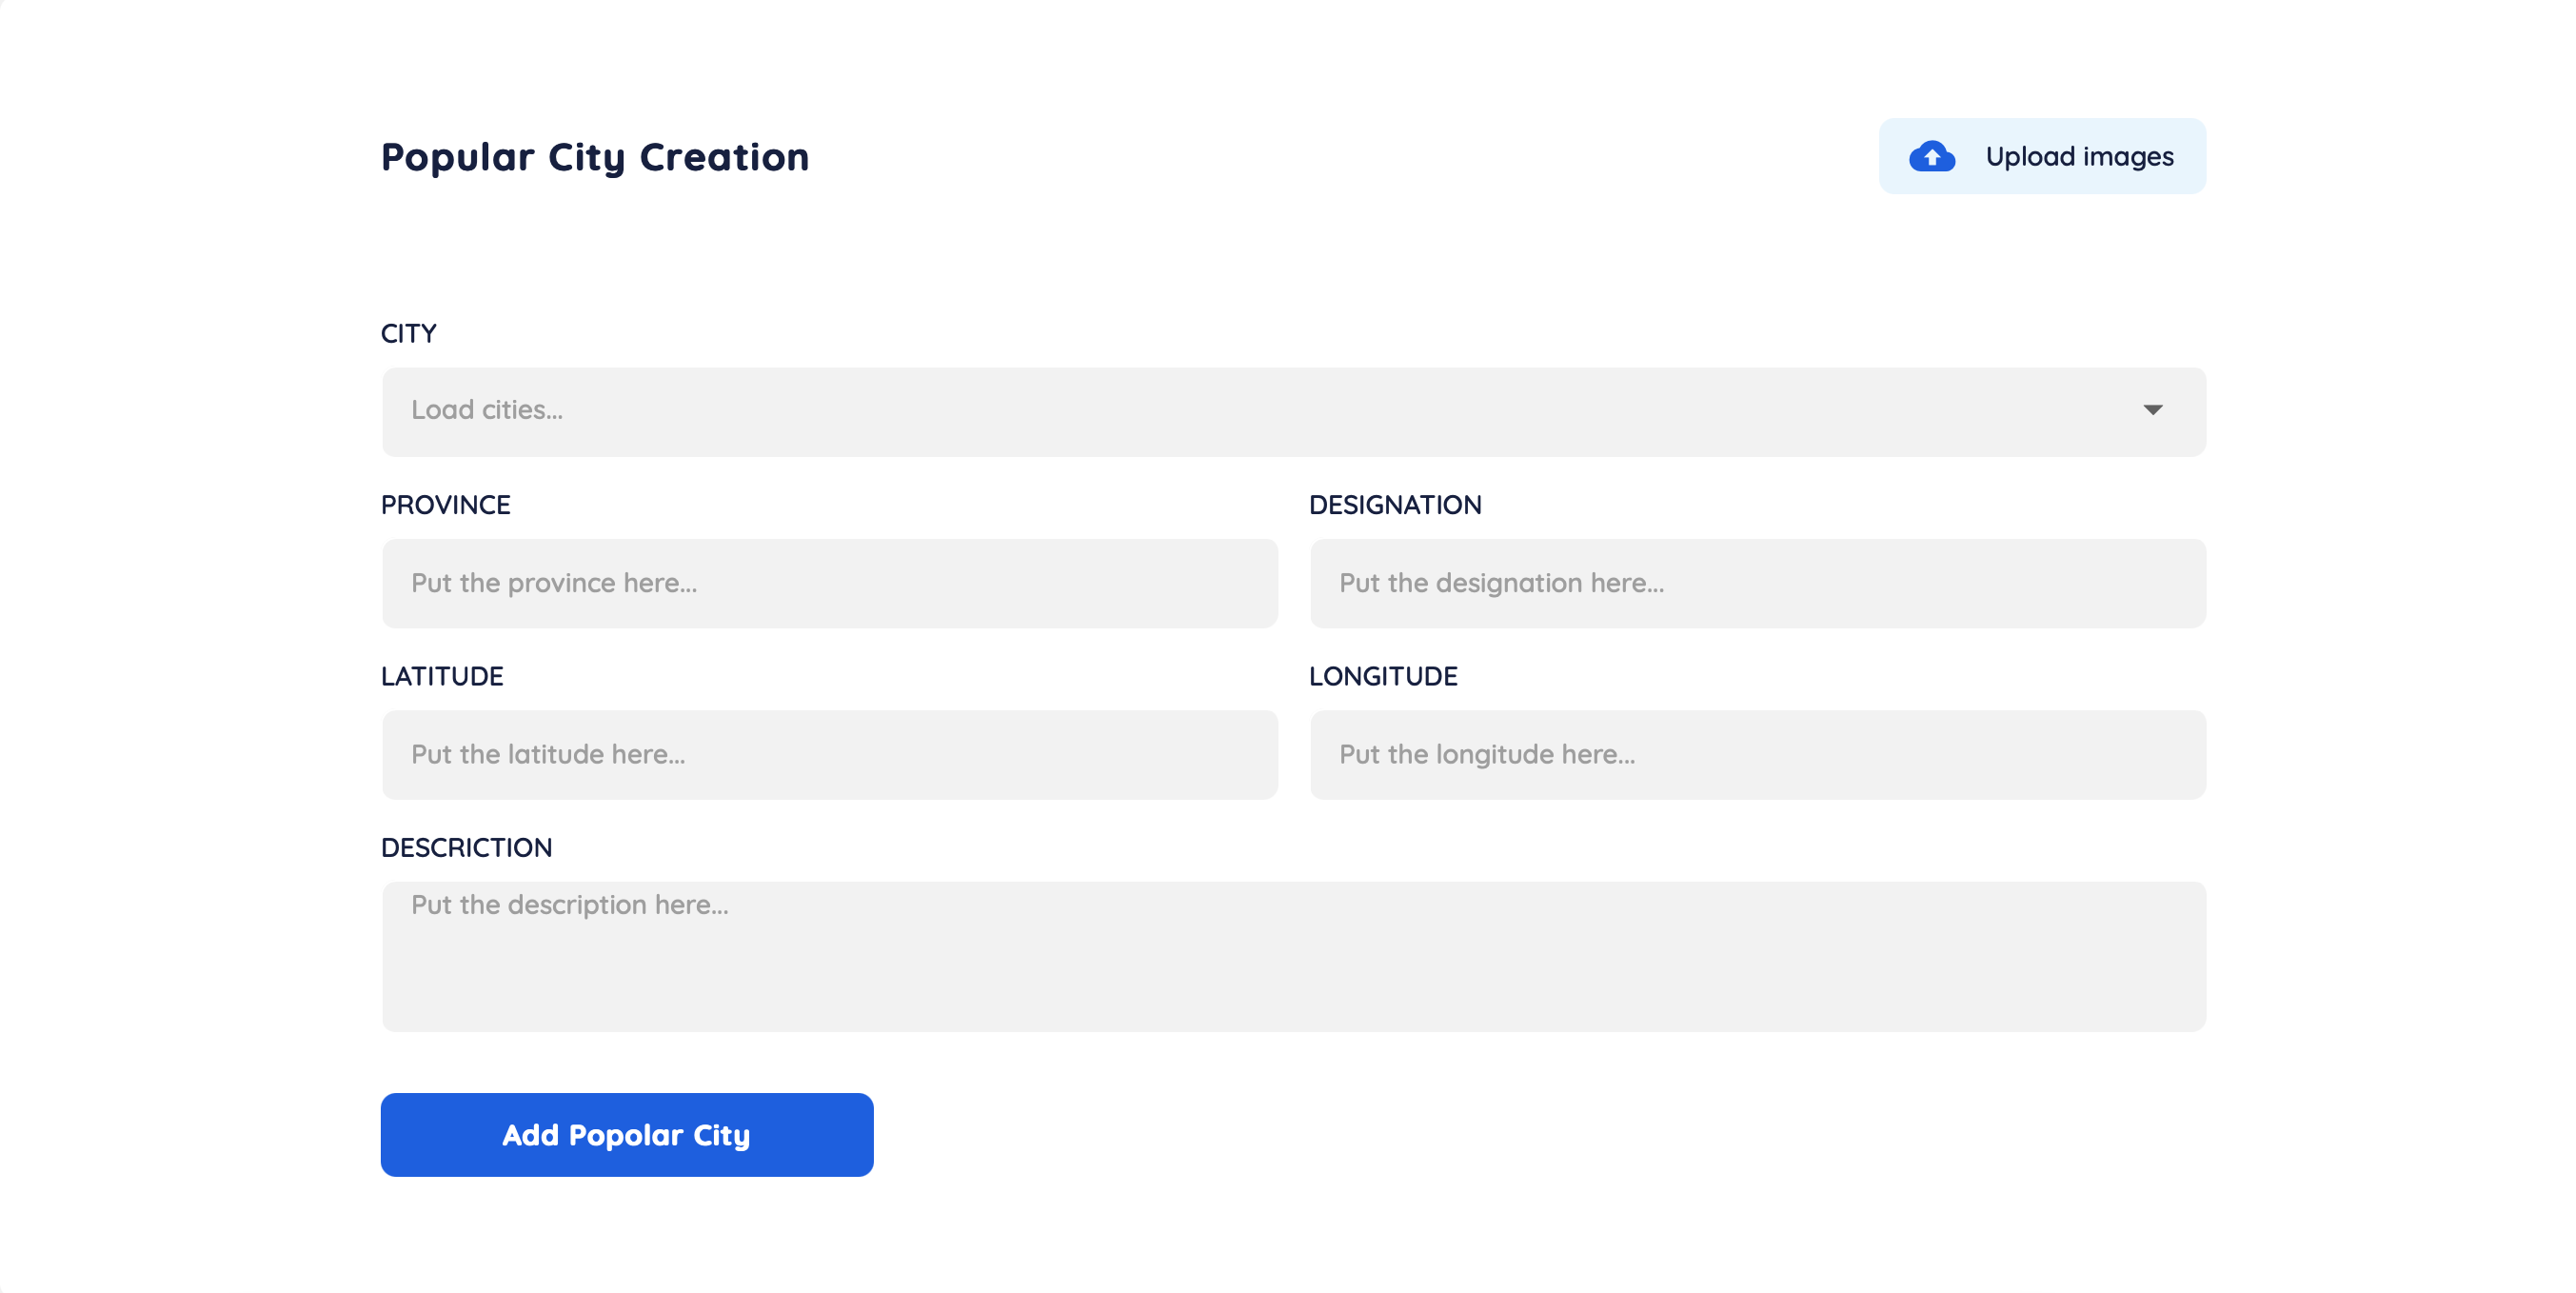 Popular City Creation
Upload images
CITY
Load cities...
PROVINCE
DESIGNATION
Put the province here...
Put the designation here...
LATITUDE
LONGITUDE
Put the latitude here...
Put the longitude here...
DESCRICTION
Put the description here...
Add Popolar City